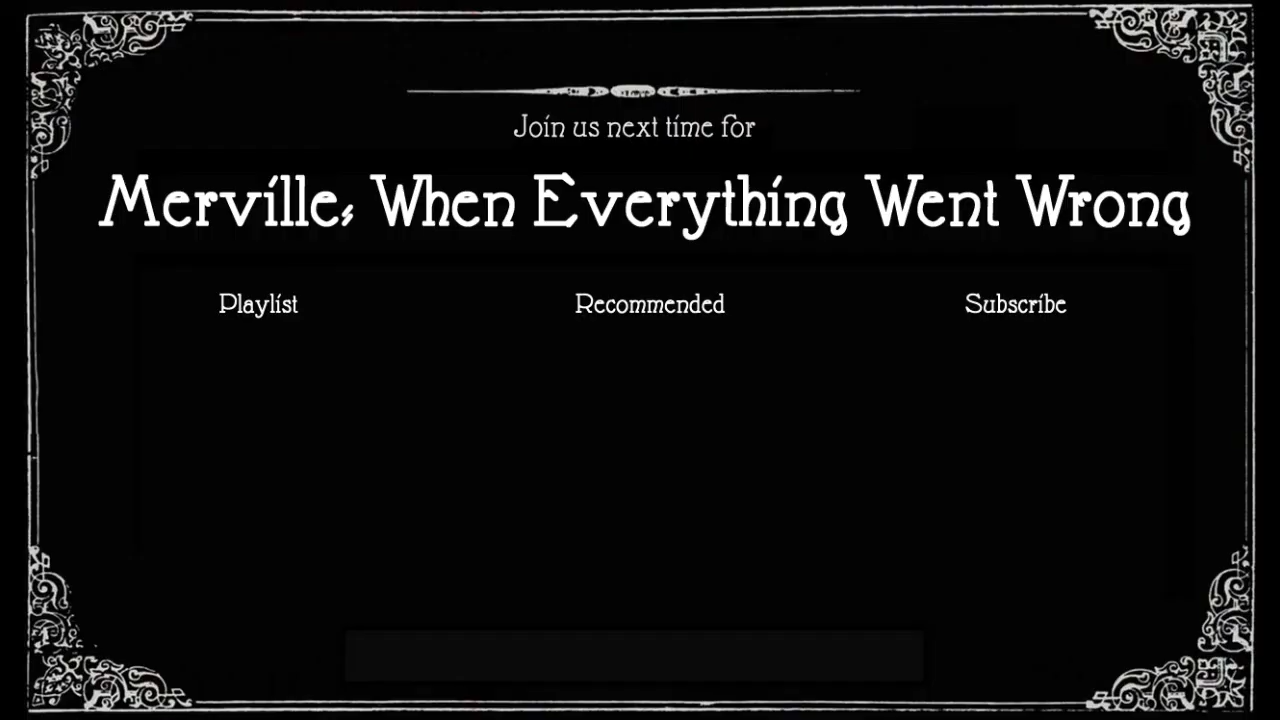 Join us next time for
Merville; When Everything Went Wrong
Playlist
Recommended
Subscribe